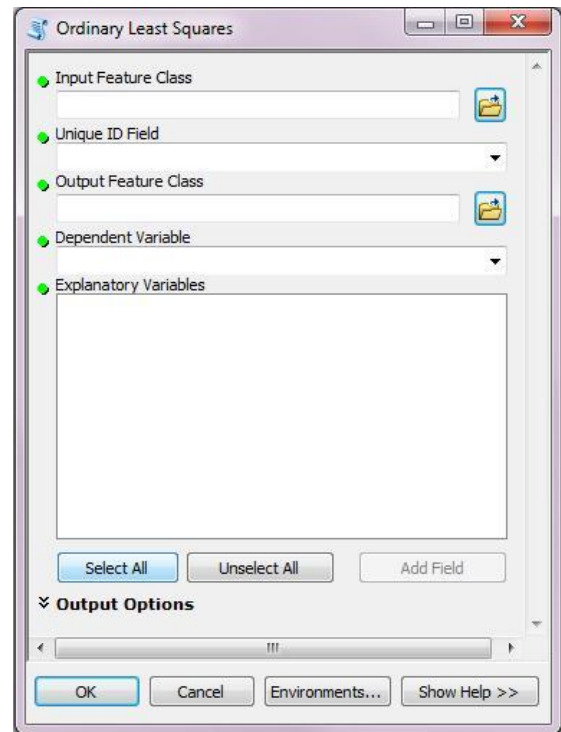 Ordinary Least Squares
Input Feature Class
Unique ID Field
Output Feature Class
Dependent Variable
Explanatory Variables
Select All Unselect All Add Field
Output Options
OK Cancel Environments... Show Help >>